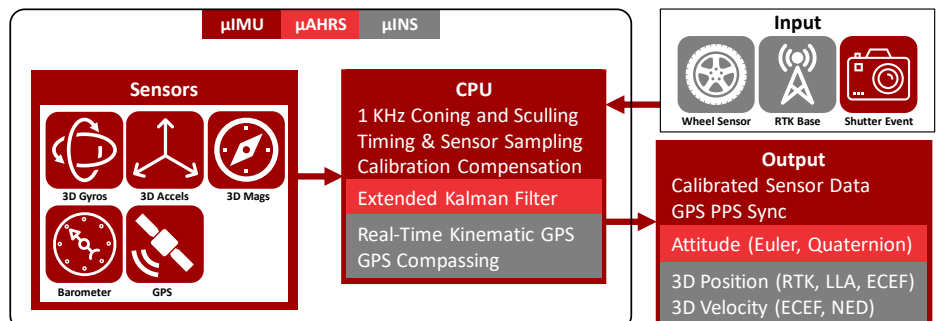 µIMU µAHRS µINS
Sensors
3D Gyros 3D Accels 3D Mags
Barometer GPS
CPU
1 KHz Coning and Sculling
Timing & Sensor Sampling
Calibration Compensation
Extended Kalman Filter
Real-Time Kinematic GPS
GPS Compassing
Input
Wheel Sensor RTK Base Shutter Event
Output
Calibrated Sensor Data
GPS PPS Sync
Attitude (Euler, Quaternion)
3D Position (RTK, LLA, ECEF)
3D Velocity (ECEF, NED)